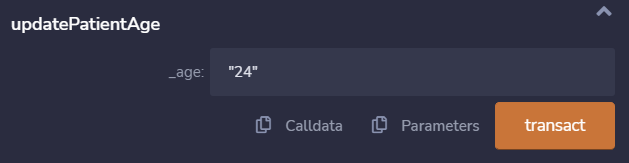 updatePatientAge
_age: "24"
Calldata Parameters transact